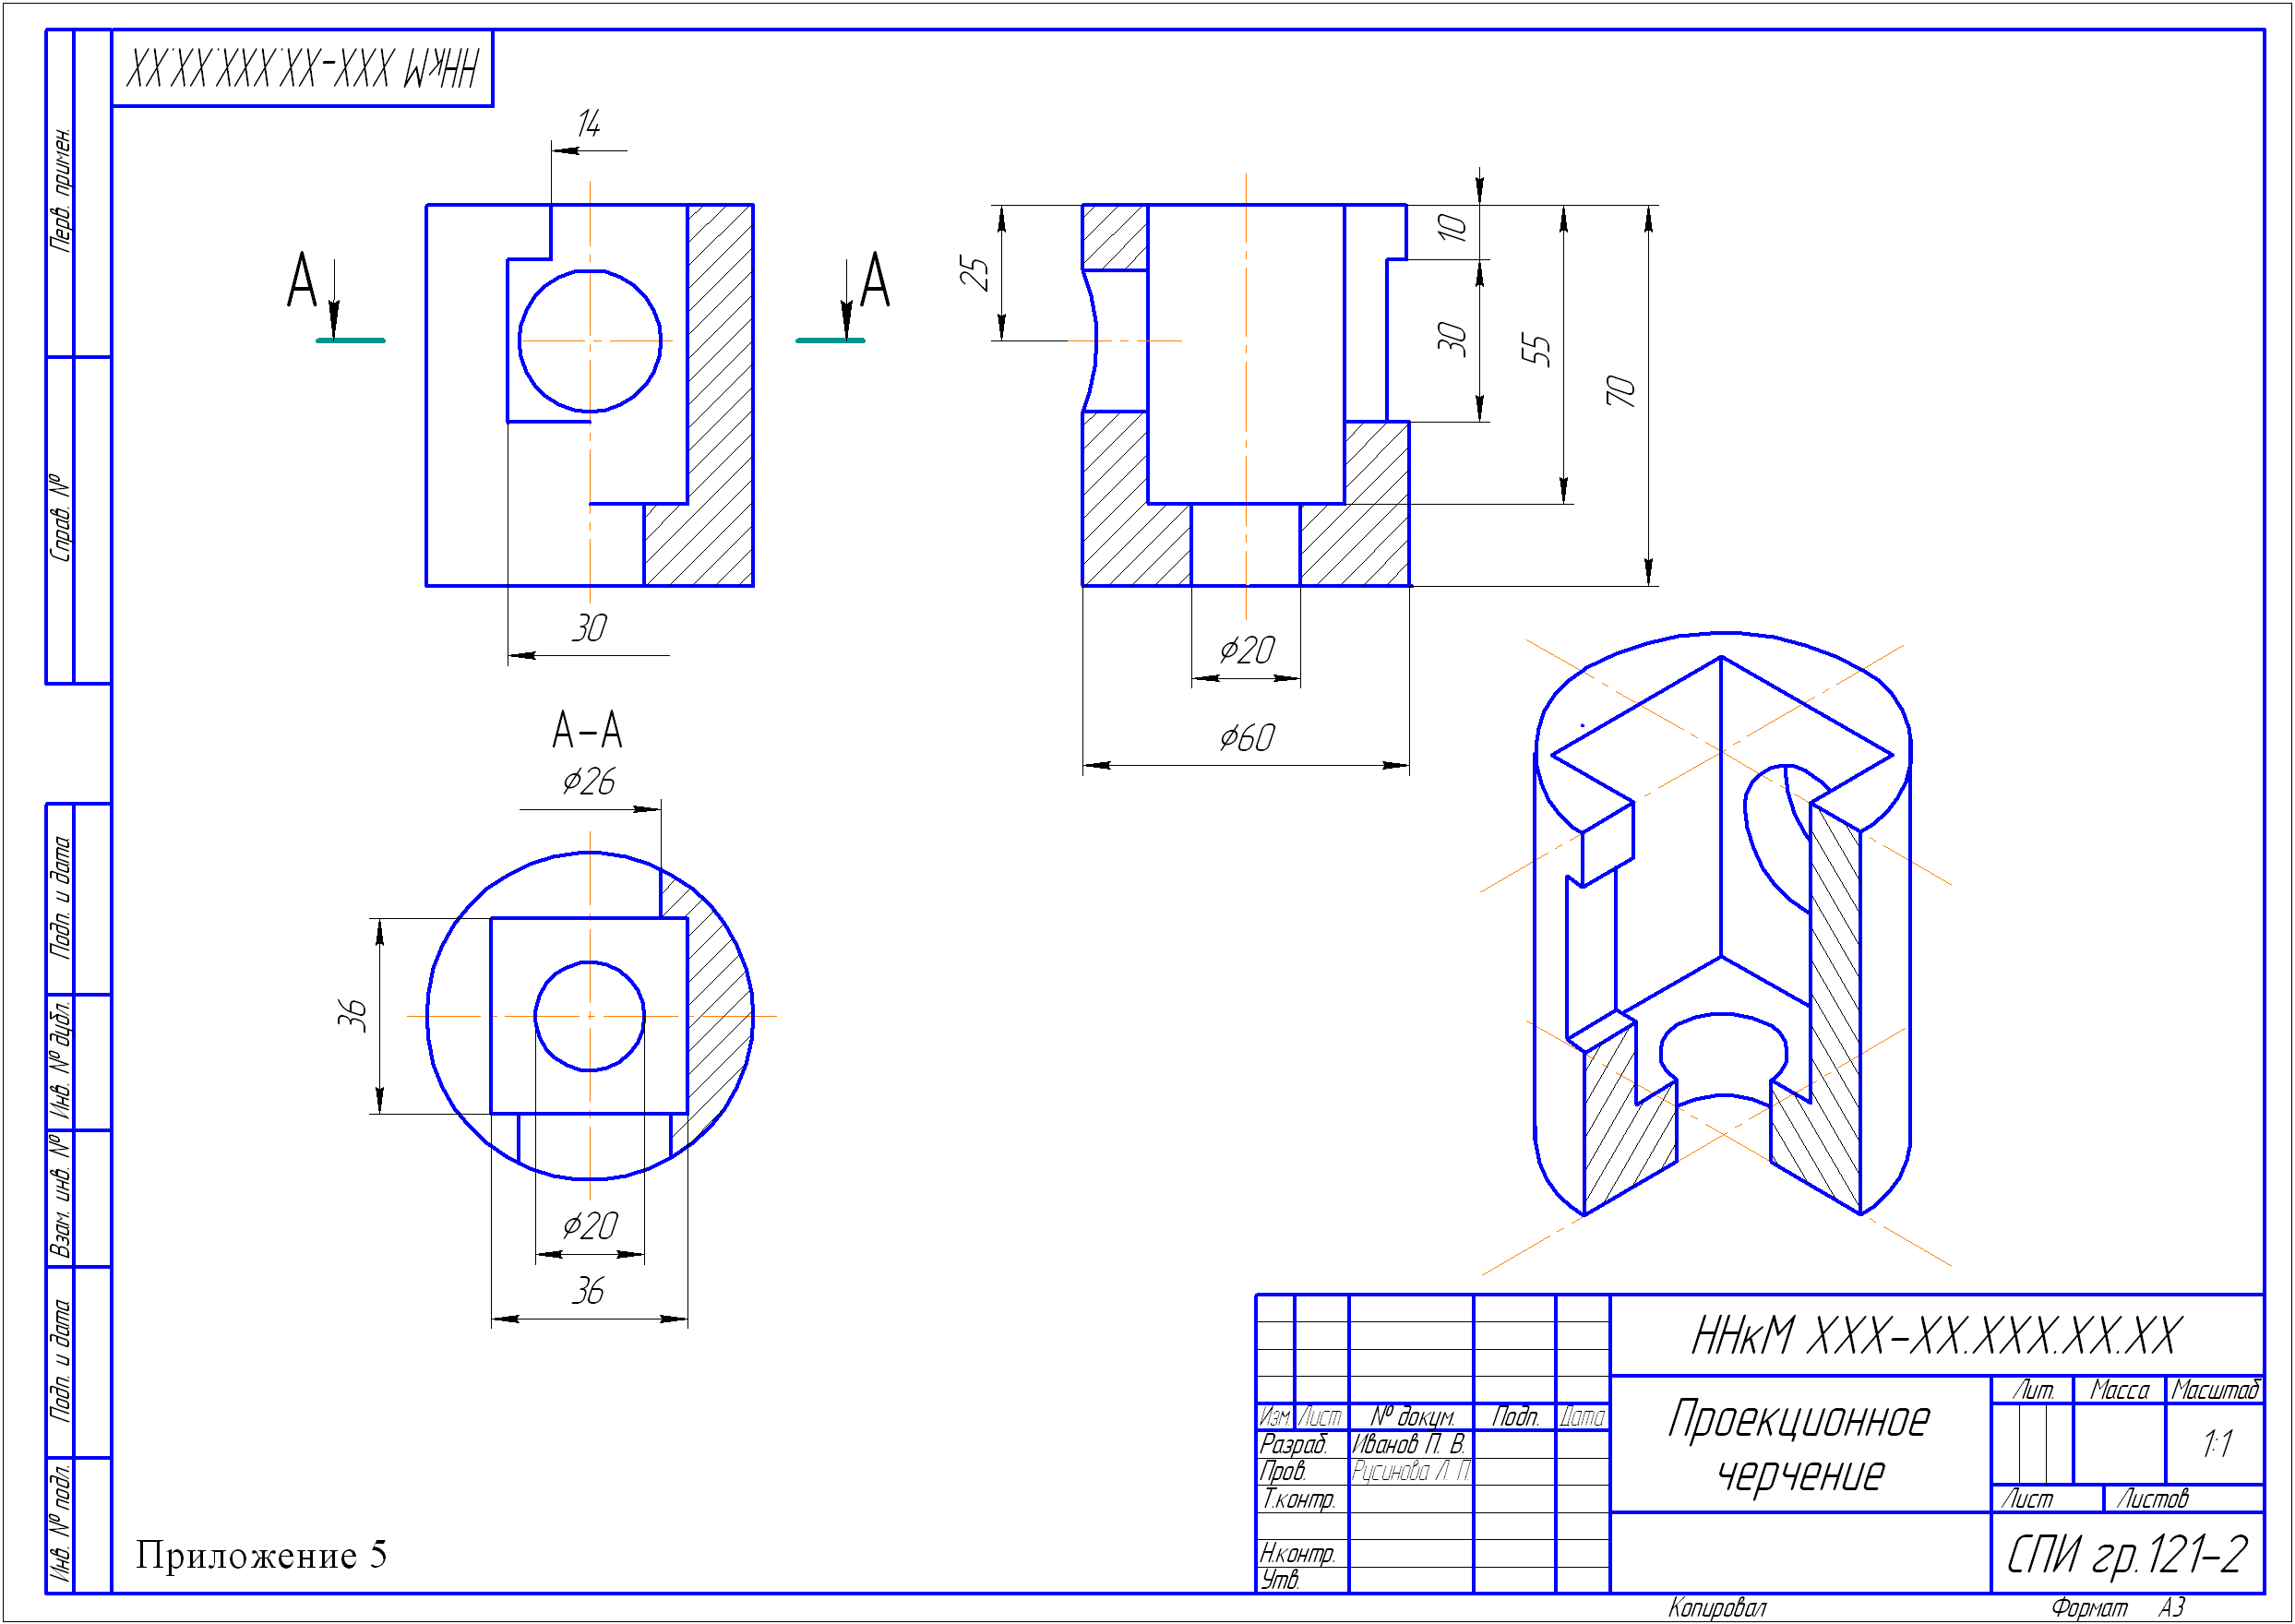 ННкМ ХХХ-ХХ.ХХХ.ХХ.ХХ
Перв. примен.
Справ. №
Подп. и дата
Инв. № дубл.
Взам. инв. №
Подп. и дата
Инв. № подл.
14
А
А
30
25
10
30
55
70
⌀20
⌀60
А-А
⌀26
36
⌀20
36
ННкМ ХХХ-ХХ.ХХХ.ХХ.ХХ
Изм. Лист № докум. Подп. Дата
Разраб. Иванов П. В.
Пров. Русинова Л. П.
Т.контр.
Н.контр.
Утв.
Проекционное
черчение
Лит. Масса Масштаб
1:1
Лист Листов
СПИ гр.121-2
Копировал Формат А3
Приложение 5